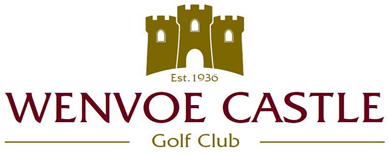 Est. 1936
WENVOE CASTLE
Golf Club